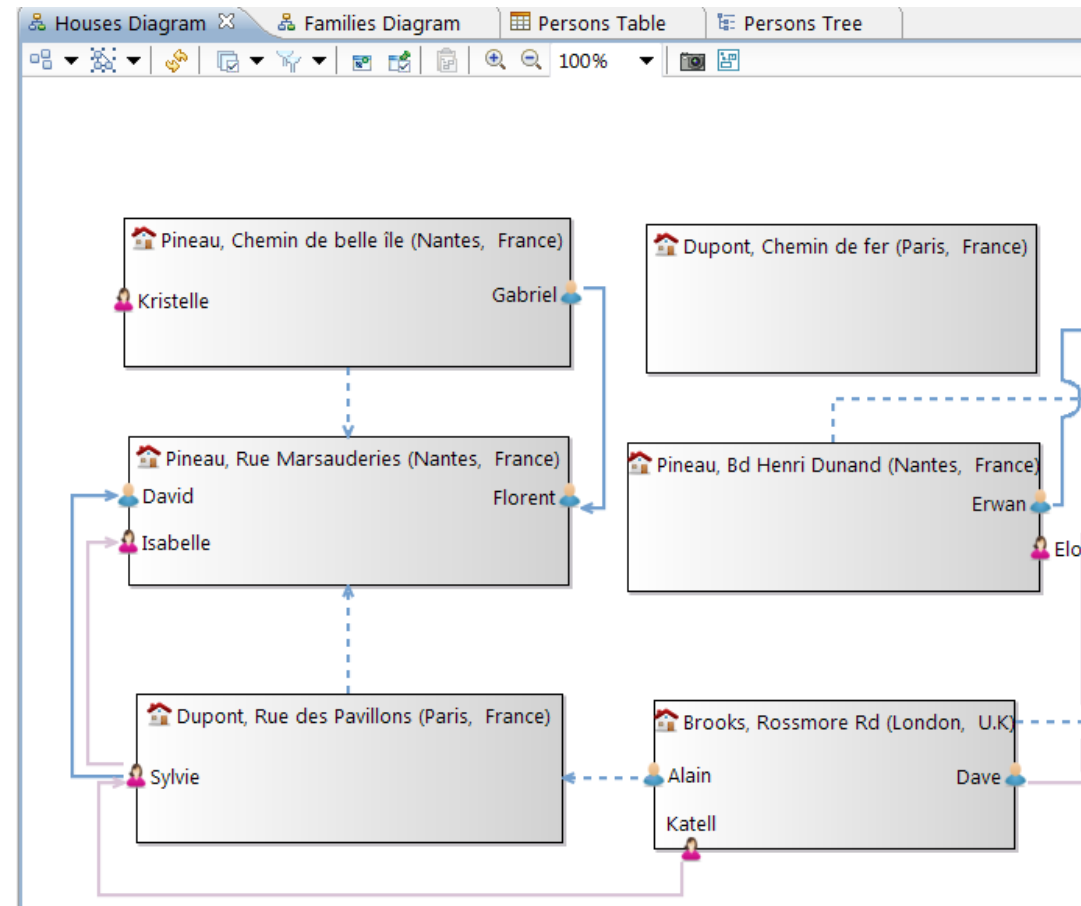 Houses Diagram
Families Diagram
Persons Table
Persons Tree
100%
Pineau, Chemin de belle île (Nantes, France)
Kristelle
Gabriel
Dupont, Chemin de fer (Paris, France)
Pineau, Rue Marsauderies (Nantes, France)
David
Florent
Isabelle
Pineau, Bd Henri Dunand (Nantes, France)
Erwan
Elo
Dupont, Rue des Pavillons (Paris, France)
Sylvie
Brooks, Rossmore Rd (London, U.K)
Alain
Dave
Katell